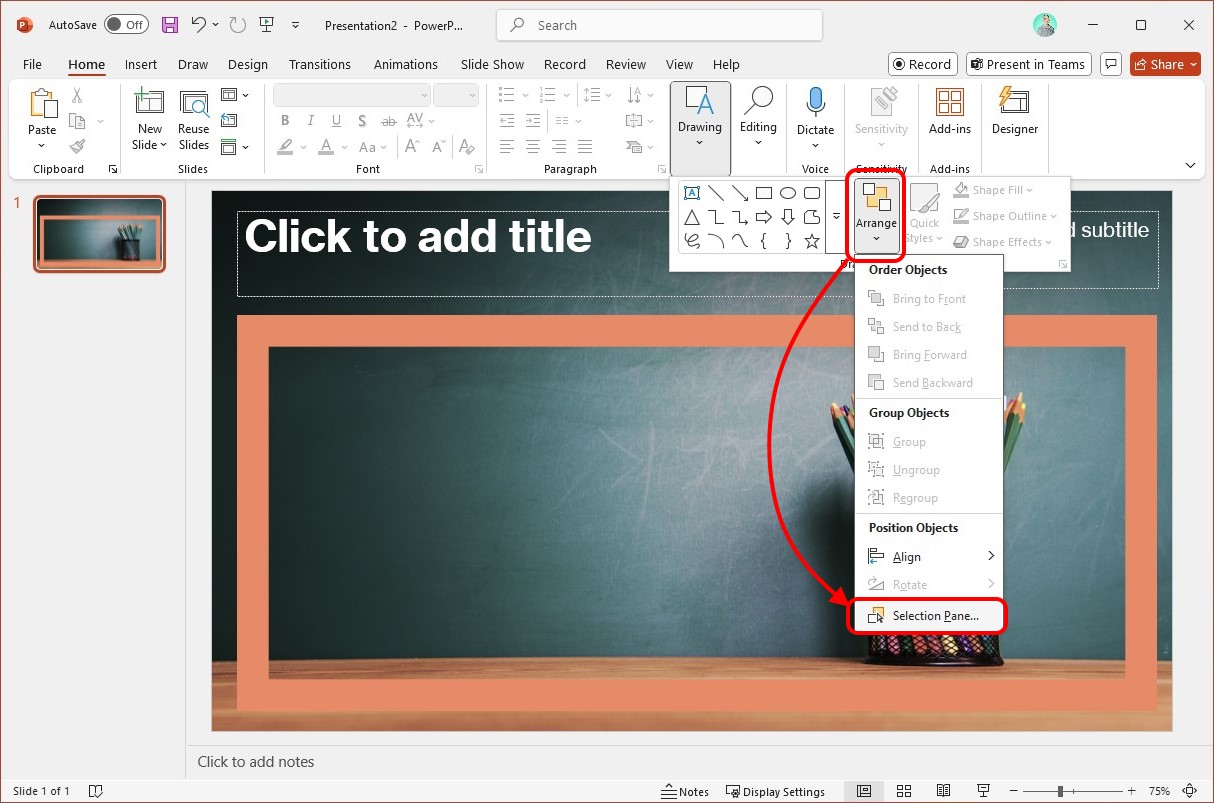 AutoSave Off Presentation2 - PowerP... Search
File Home Insert Draw Design Transitions Animations Slide Show Record Review View Help Record Present in Teams Share
Paste
New Slide
Reuse Slides
B I U S ab AV
A Aa A A A
Drawing
Editing
Dictate
Sensitivity
Add-ins
Designer
Clipboard Slides Font Paragraph Voice Sensitivity Add-ins
1
A
Arrange
Quick Styles
Shape Fill
Shape Outline
Shape Effects
Click to add title
d subtitle
Order Objects
Bring to Front
Send to Back
Bring Forward
Send Backward
Group Objects
Group
Ungroup
Regroup
Position Objects
Align
Rotate
Selection Pane...
Click to add notes
Slide 1 of 1 Notes Display Settings 75%